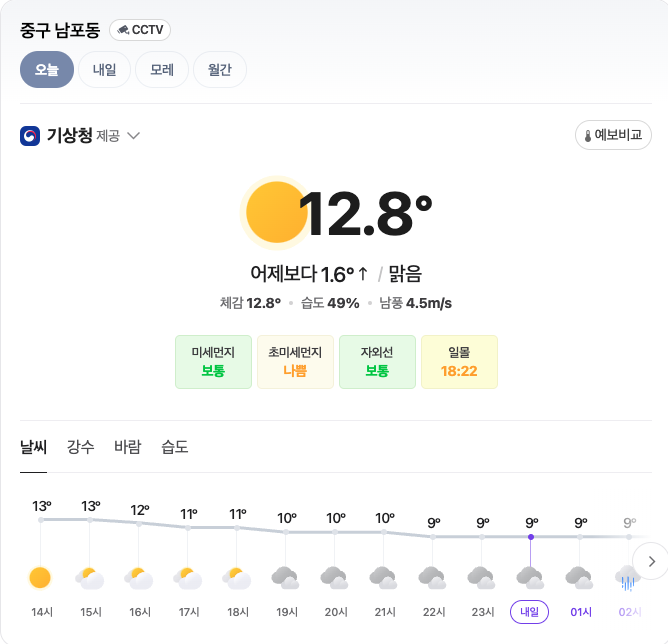 중구 남포동 CCTV
오늘 내일 모레 월간
기상청 제공 예보비교
12.8°
어제보다 1.6°↑ / 맑음
체감 12.8° • 습도 49% • 남풍 4.5m/s
미세먼지 초미세먼지 자외선 일몰
보통 나쁨 보통 18:22
날씨 강수 바람 습도
13° 13° 12° 11° 11° 10° 10° 10° 9° 9° 9° 9° 9°
14시 15시 16시 17시 18시 19시 20시 21시 22시 23시 내일 01시 02시